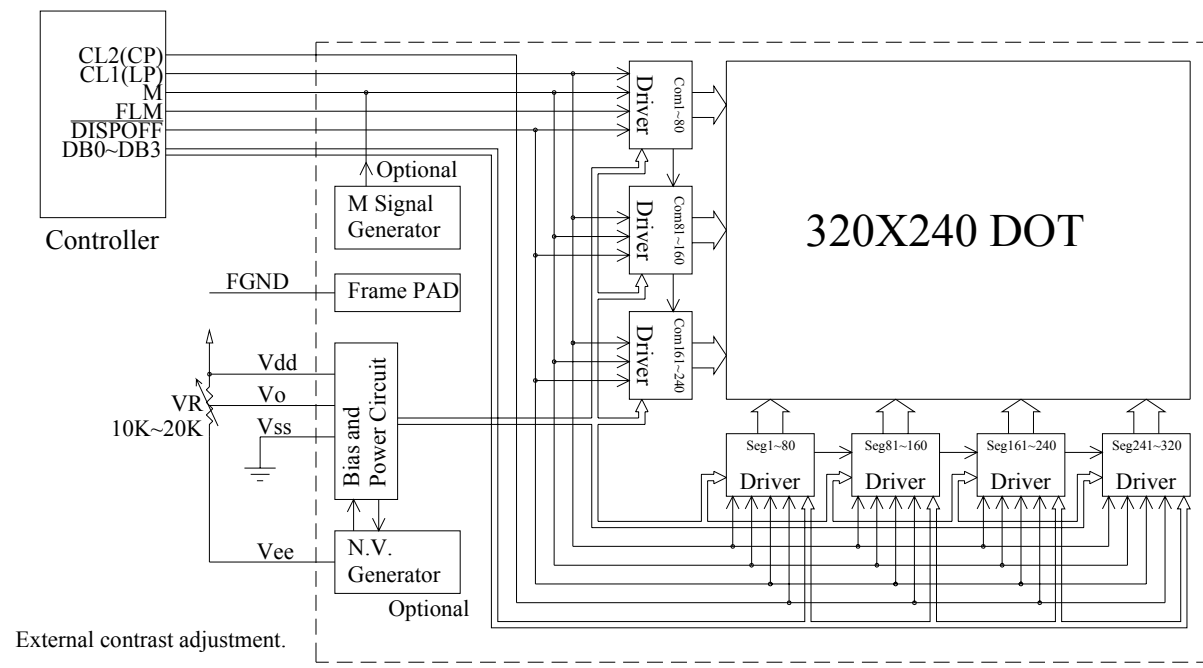 CL2(CP)
CL1(LP)
M
FLM
DISPOFF
DB0~DB3
Controller
Optional
M Signal
Generator
FGND
Frame PAD
Vdd
Vo
Vss
VR
10K~20K
Bias and
Power Circuit
Vee
N.V.
Generator
Optional
External contrast adjustment.
Com1~80
Driver
Com81~160
Driver
Com161~240
Driver
320X240 DOT
Seg1~80
Driver
Seg81~160
Driver
Seg161~240
Driver
Seg241~320
Driver